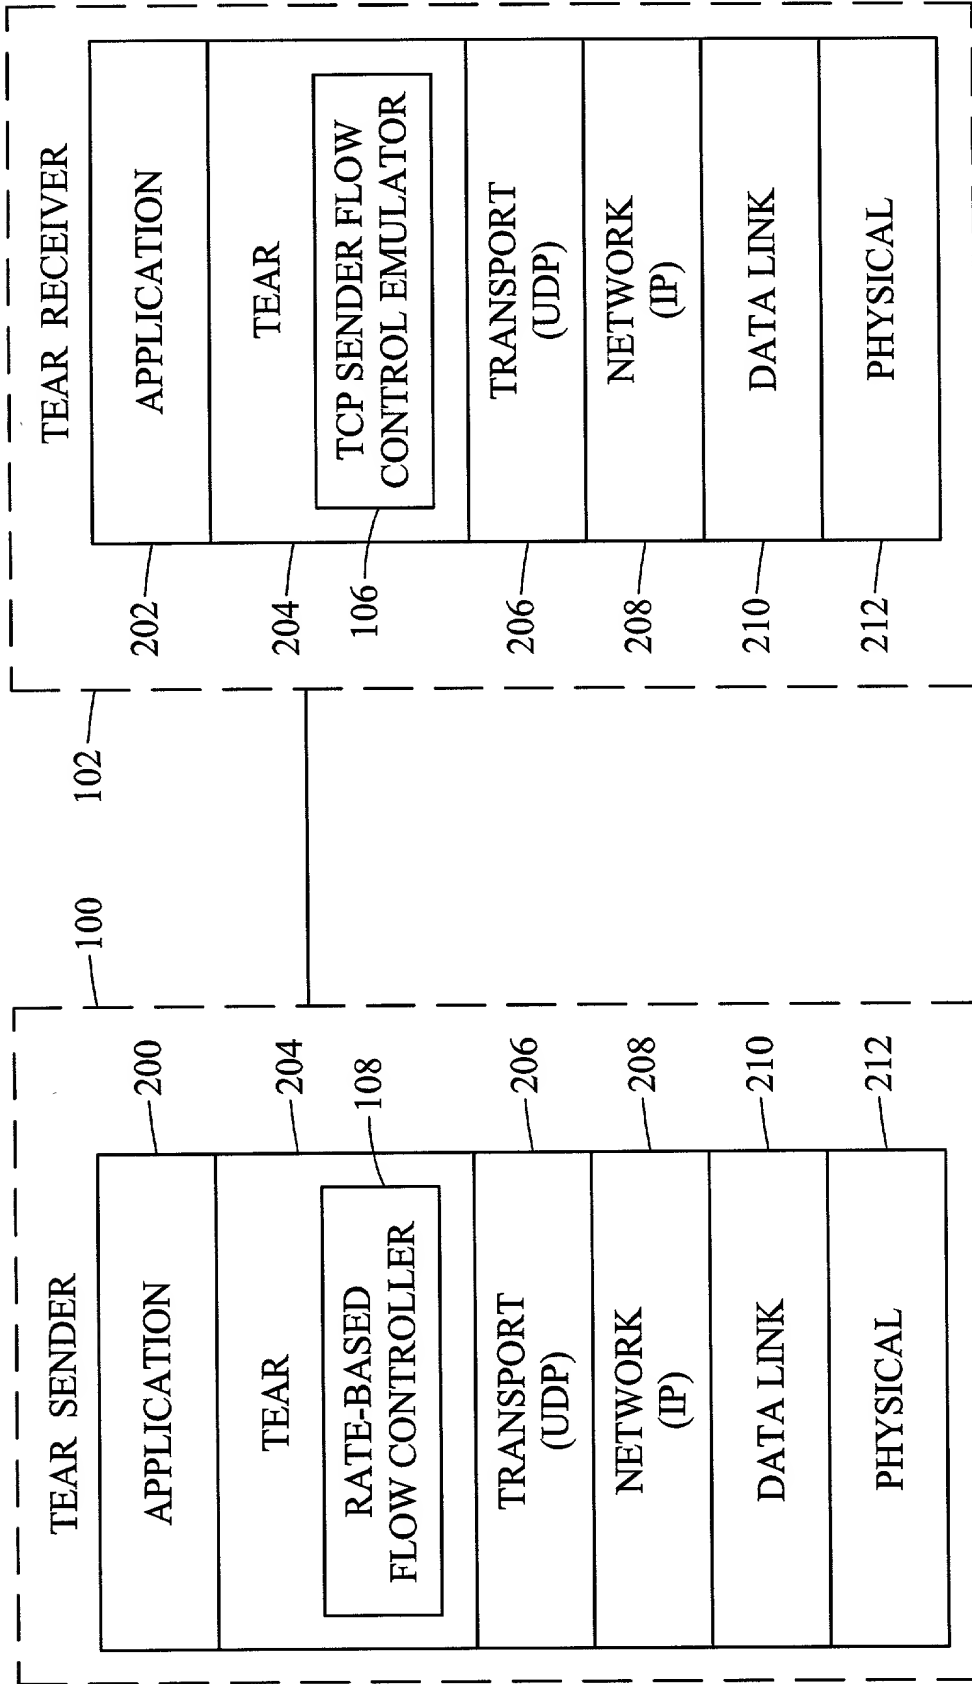 TEAR SENDER
100
APPLICATION
200
TEAR
204
RATE-BASED
FLOW CONTROLLER
108
TRANSPORT
(UDP)
206
NETWORK
(IP)
208
DATA LINK
210
PHYSICAL
212
TEAR RECEIVER
102
APPLICATION
202
TEAR
204
TCP SENDER FLOW
CONTROL EMULATOR
106
TRANSPORT
(UDP)
206
NETWORK
(IP)
208
DATA LINK
210
PHYSICAL
212